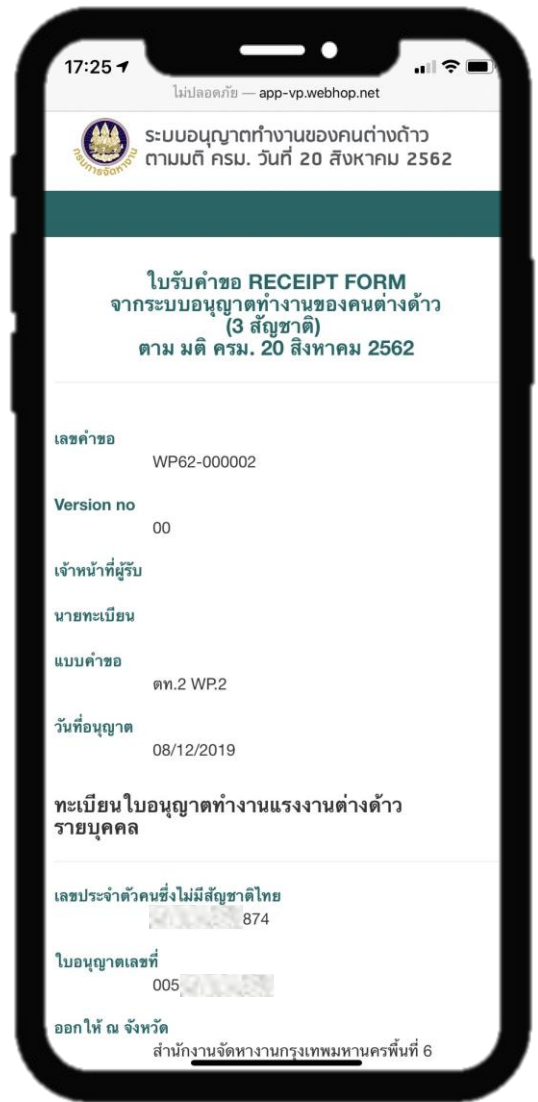 17:25
ไม่ปลอดภัย — app-vp.webhop.net
กรมการจัดหางาน
ระบบอนุญาตทำงานของคนต่างด้าว
ตามมติ ครม. วันที่ 20 สิงหาคม 2562
ใบรับคำขอ RECEIPT FORM
จากระบบอนุญาตทำงานของคนต่างด้าว
(3 สัญชาติ)
ตาม มติ ครม. 20 สิงหาคม 2562
เลขคำขอ
WP62-000002
Version no
00
เจ้าหน้าที่ผู้รับ
นายทะเบียน
แบบคำขอ
ตท.2 WP.2
วันที่อนุญาต
08/12/2019
ทะเบียนใบอนุญาตทำงานแรงงานต่างด้าว
รายบุคคล
เลขประจำตัวคนซึ่งไม่มีสัญชาติไทย
874
ใบอนุญาตเลขที่
005
ออกให้ ณ จังหวัด
สำนักงานจัดหางานกรุงเทพมหานครพื้นที่ 6